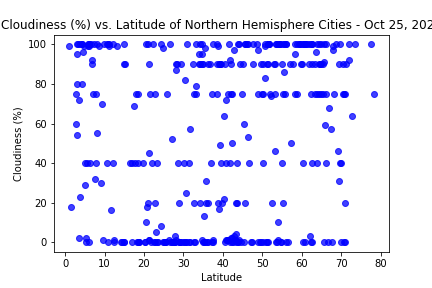 Cloudiness (%) vs. Latitude of Northern Hemisphere Cities - Oct 25, 202
100
80
60
40
20
0
Cloudiness (%)
0 10 20 30 40 50 60 70 80
Latitude